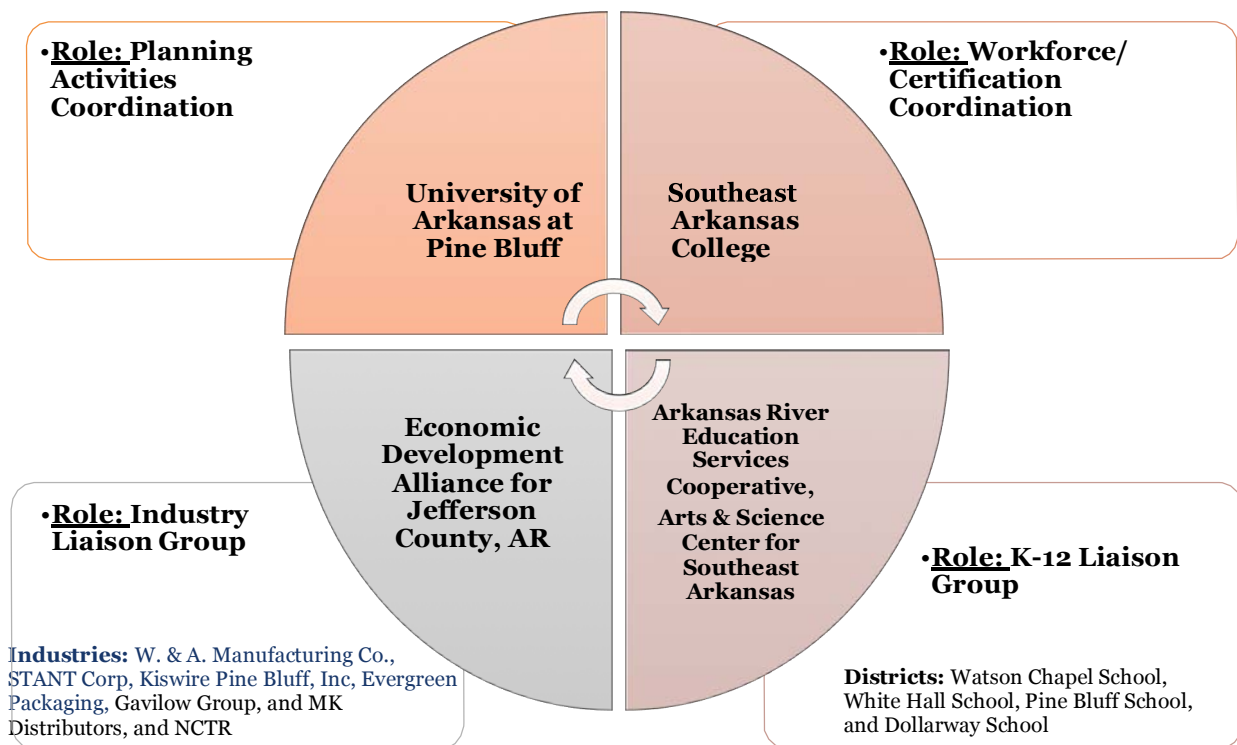 •Role: Planning
Activities
Coordination
•Role: Workforce/
Certification
Coordination
University of
Arkansas at
Pine Bluff
Southeast
Arkansas
College
Economic
Development
Alliance for
Jefferson
County, AR
Arkansas River
Education
Services
Cooperative,
Arts & Science
Center for
Southeast
Arkansas
•Role: Industry
Liaison Group
Industries: W. & A. Manufacturing Co.,
STANT Corp, Kiswire Pine Bluff, Inc, Evergreen
Packaging, Gavilow Group, and MK
Distributors, and NCTR
•Role: K-12 Liaison
Group
Districts: Watson Chapel School,
White Hall School, Pine Bluff School,
and Dollarway School